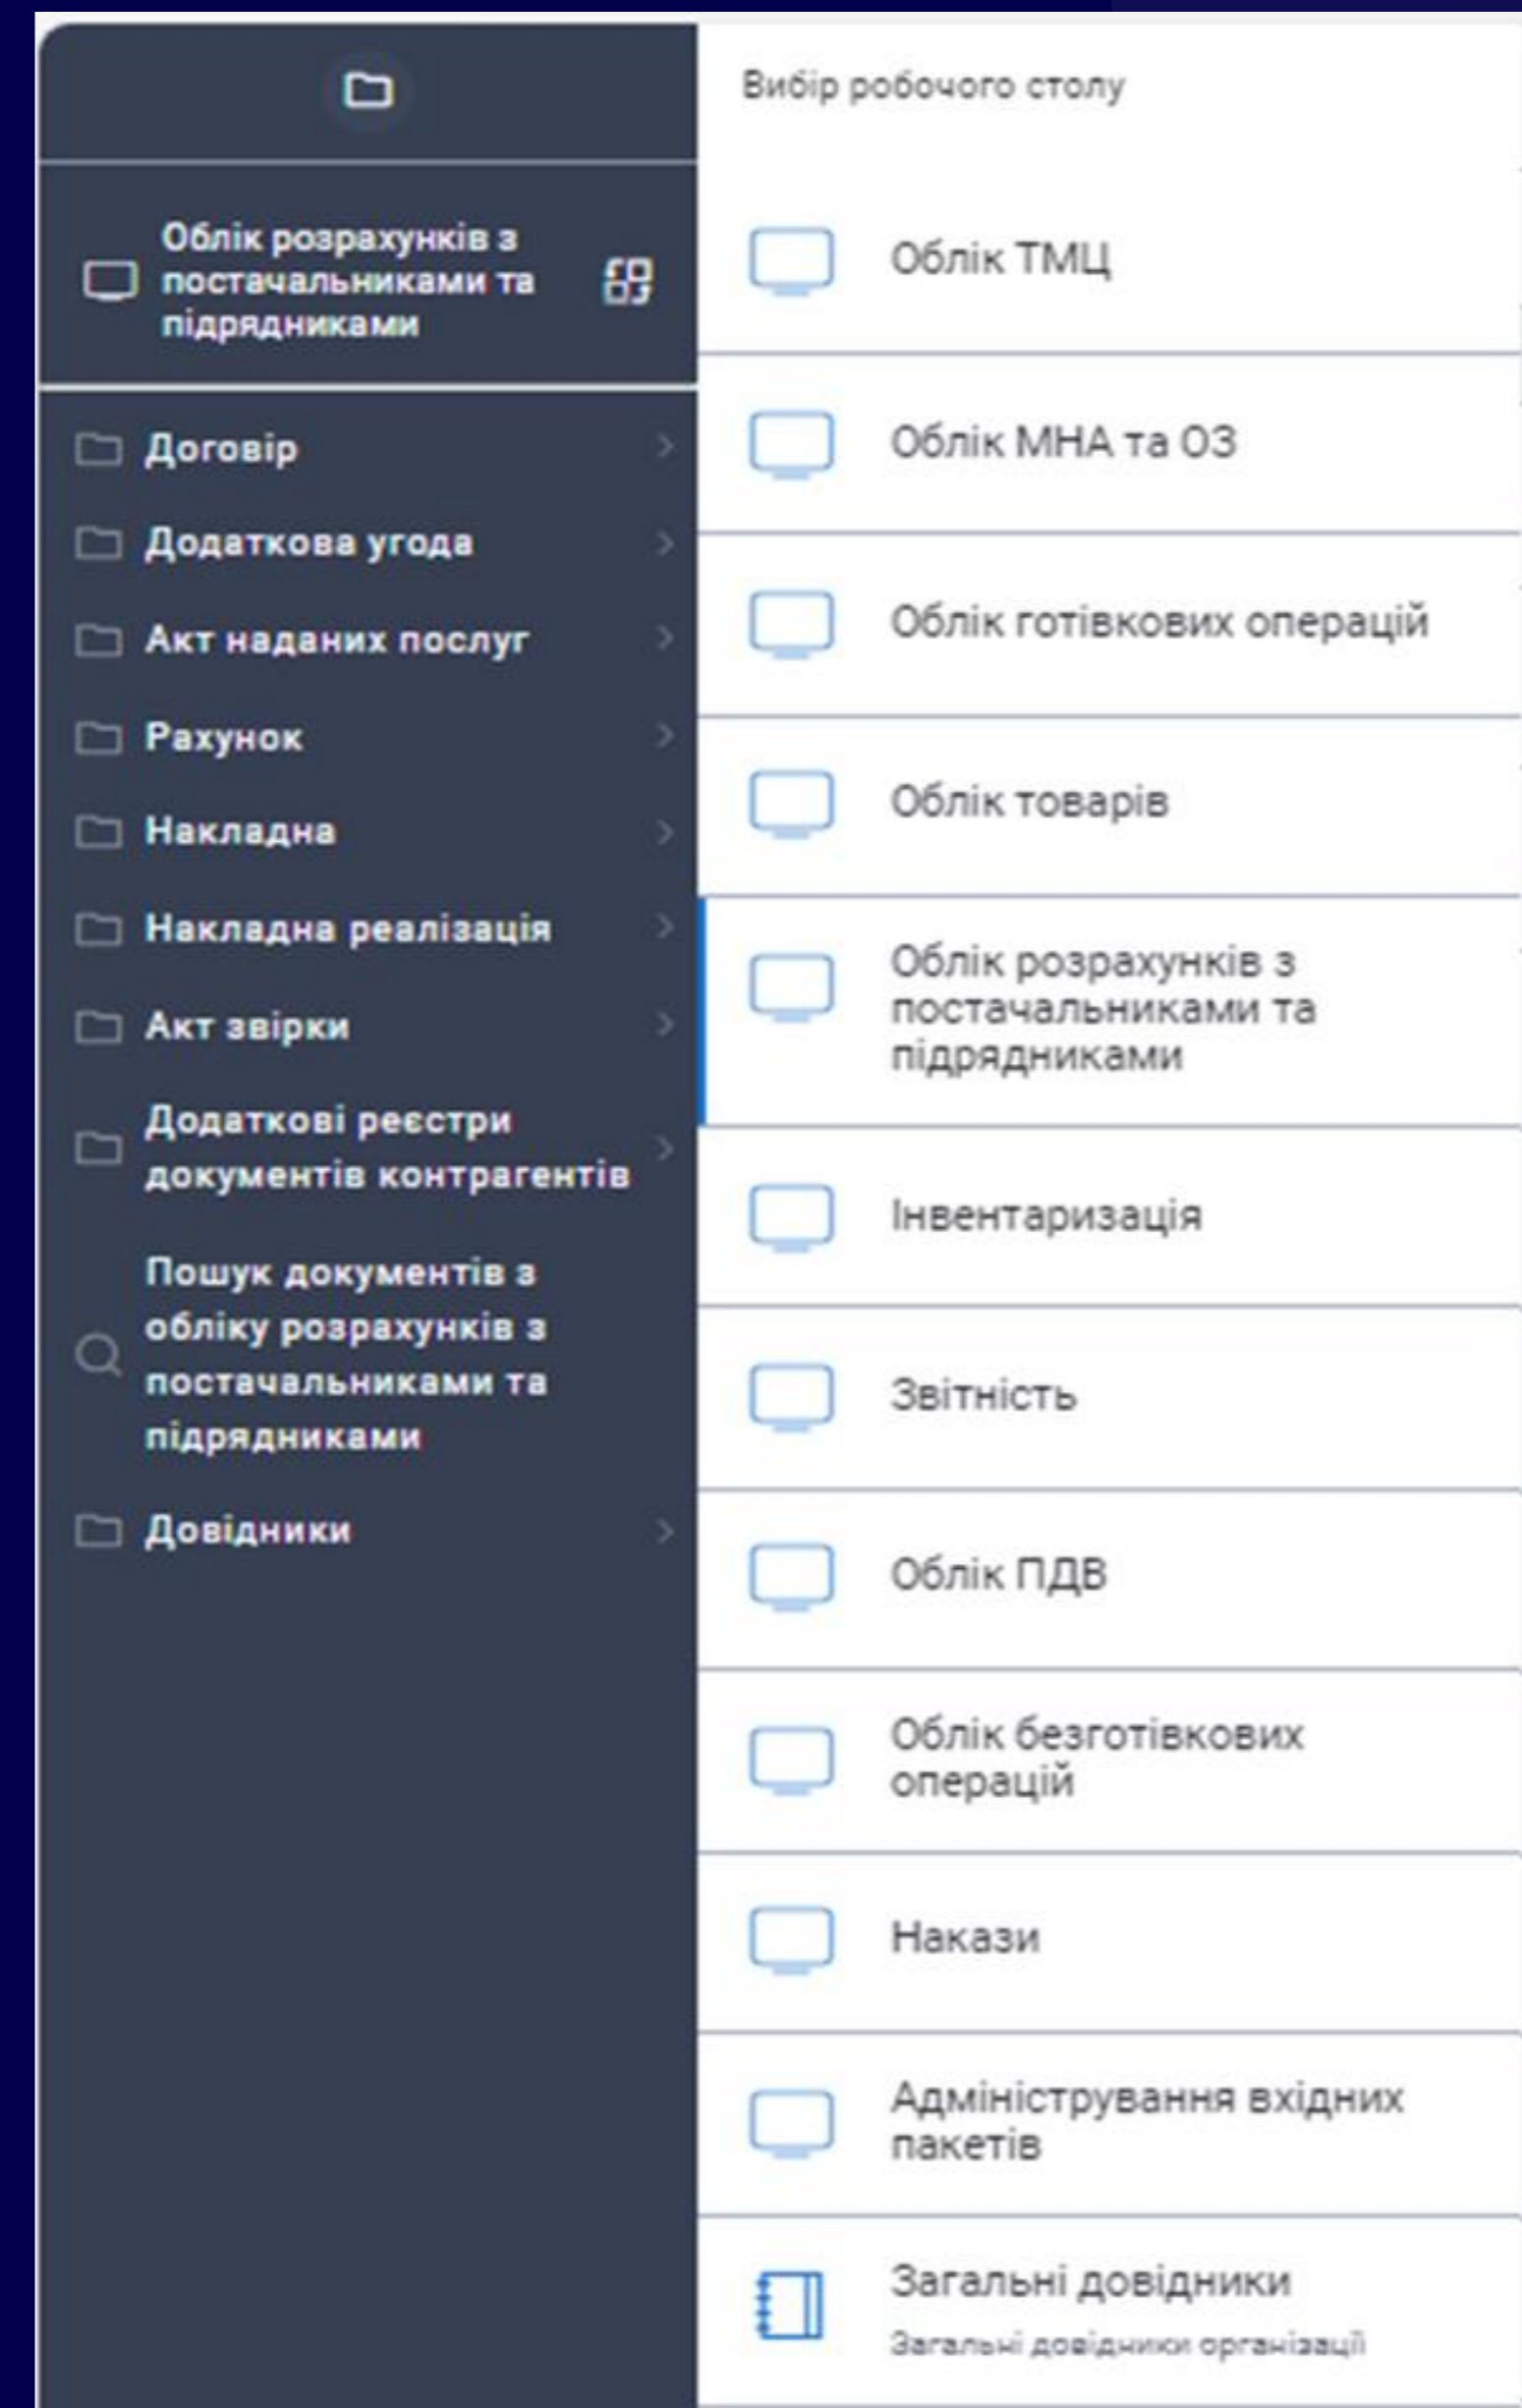 Облік розрахунків з
постачальниками та
підрядниками
Договір
Додаткова угода
Акт наданих послуг
Рахунок
Накладна
Накладна реалізація
Акт звірки
Додаткові реєстри
документів контрагентів
Пошук документів з
обліку розрахунків з
постачальниками та
підрядниками
Довідники
Вибір робочого столу
Облік ТМЦ
Облік МНА та ОЗ
Облік готівкових операцій
Облік товарів
Облік розрахунків з
постачальниками та
підрядниками
Інвентаризація
Звітність
Облік ПДВ
Облік безготівкових
операцій
Накази
Адміністрування вхідних
пакетів
Загальні довідники
Загальні довідники організації